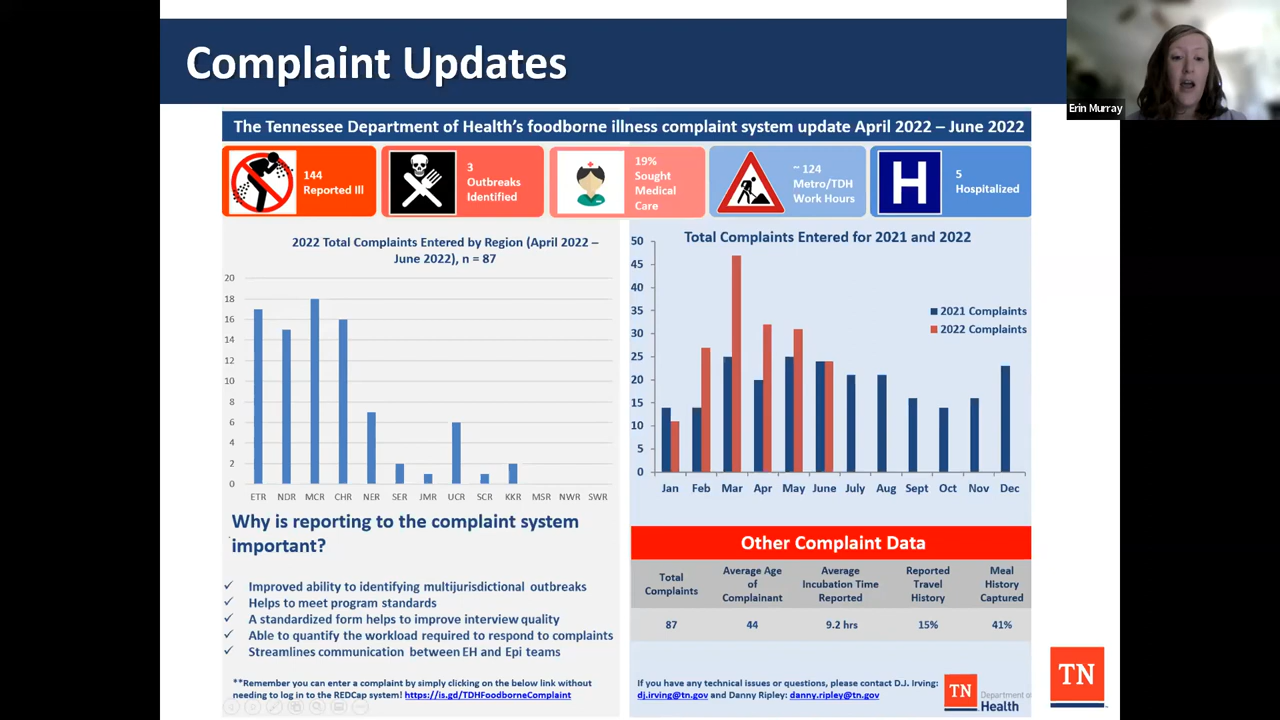 Complaint Updates
Erin Murray
The Tennessee Department of Health's foodborne illness complaint system update April 2022 – June 2022
144
Reported Ill
3
Outbreaks
Identified
19%
Sought
Medical
Care
~ 124
Metro/TDH
Work Hours
H
5
Hospitalized
2022 Total Complaints Entered by Region (April 2022 –
June 2022), n = 87
20
18
16
14
12
10
8
6
4
2
0
ETR NDR MCR CHR NER SER JMR UCR SCR KKR MSR NWR SWR
Total Complaints Entered for 2021 and 2022
50
45
40
35
30
25
20
15
10
5
0
2021 Complaints
2022 Complaints
Jan Feb Mar Apr May June July Aug Sept Oct Nov Dec
Why is reporting to the complaint system
important?
✓ Improved ability to identifying multijurisdictional outbreaks
✓ Helps to meet program standards
✓ A standardized form helps to improve interview quality
✓ Able to quantify the workload required to respond to complaints
✓ Streamlines communication between EH and Epi teams
**Remember you can enter a complaint by simply clicking on the below link without
needing to log in to the REDCap system! https://is.gd/TDHFoodborneComplaint
Other Complaint Data
Total
Complaints
Average Age
of
Complainant
Average
Incubation Time
Reported
Reported
Travel
History
Meal
History
Captured
87 44 9.2 hrs 15% 41%
If you have any technical issues or questions, please contact D.J. Irving:
dj.irving@tn.gov and Danny Ripley: danny.ripley@tn.gov
TN
Department of
Health
TN